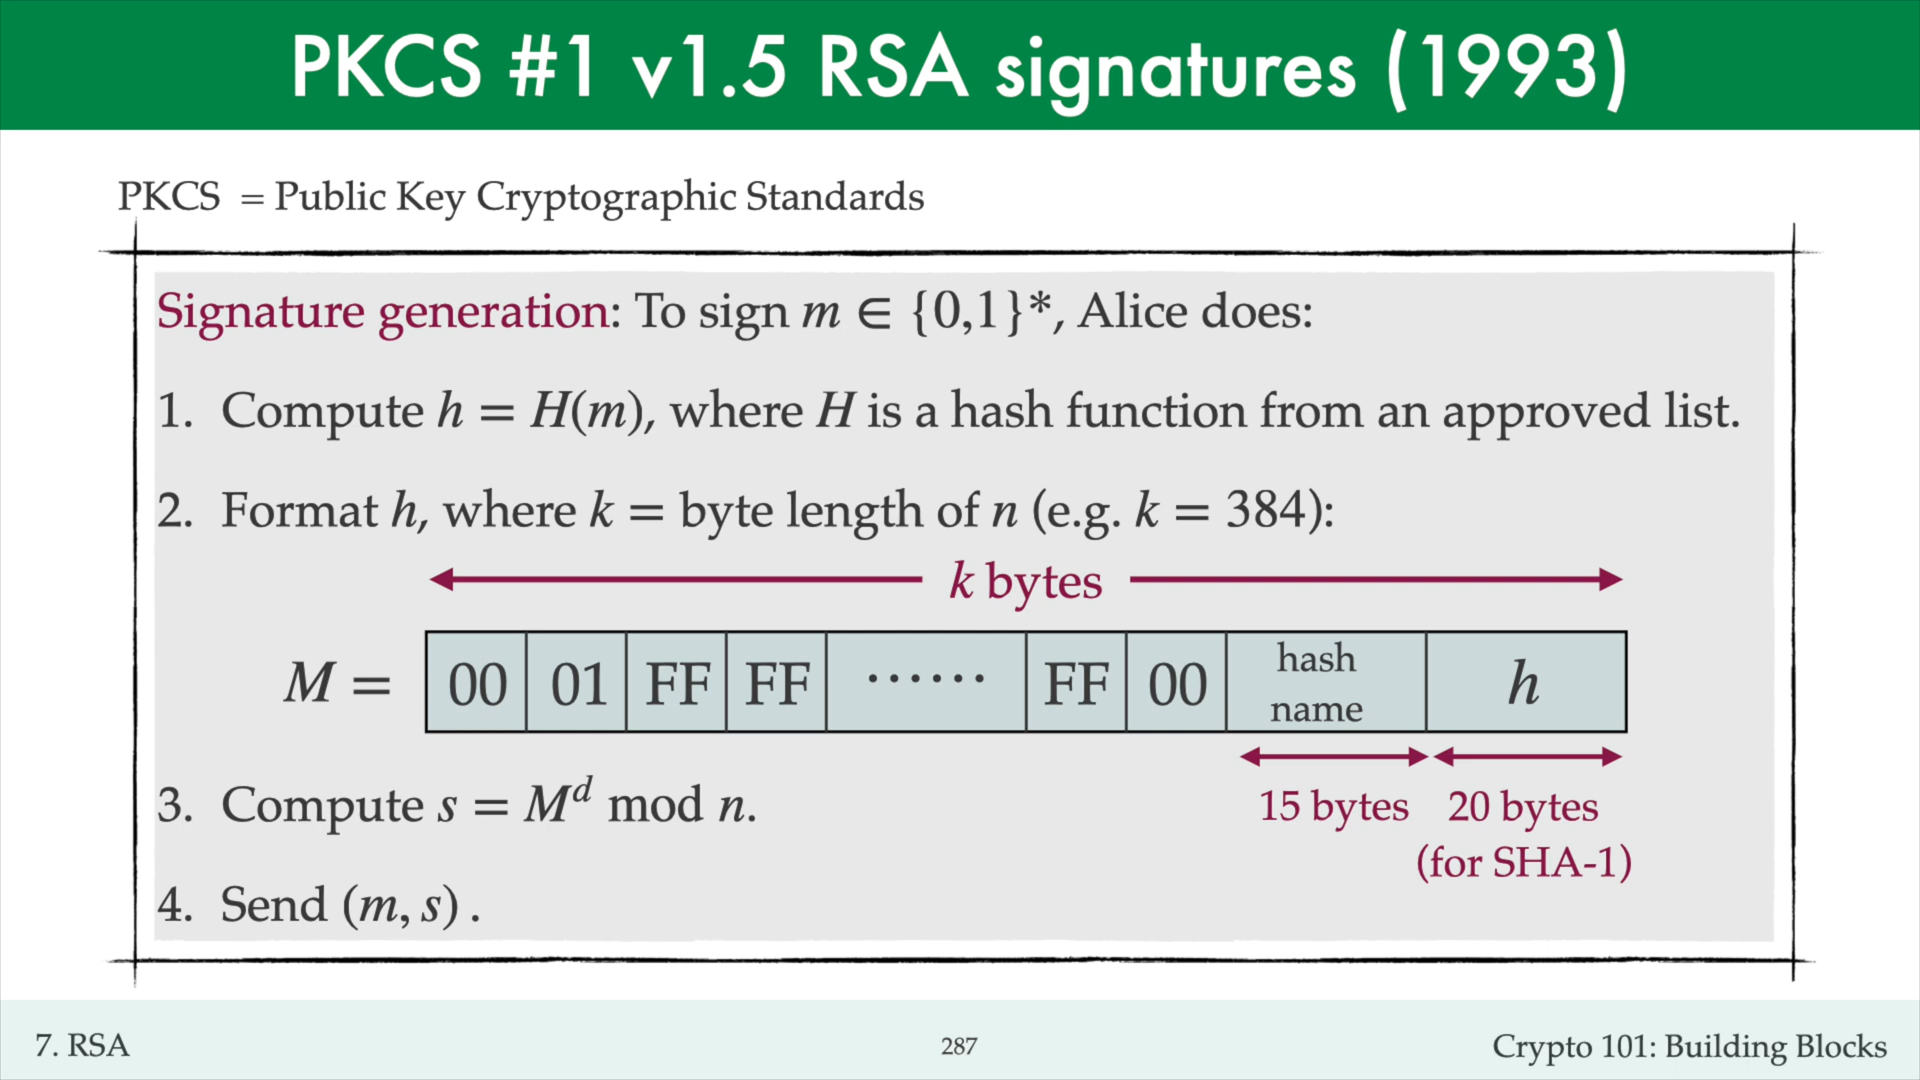 PKCS #1 v1.5 RSA signatures (1993)
PKCS = Public Key Cryptographic Standards
Signature generation: To sign m ∈ {0,1}*, Alice does:
1. Compute h = H(m), where H is a hash function from an approved list.
2. Format h, where k = byte length of n (e.g. k = 384):
k bytes
M = 00 01 FF FF ······ FF 00 hash name h
15 bytes 20 bytes
(for SHA-1)
3. Compute s = M^d mod n.
4. Send (m, s) .
7. RSA
287
Crypto 101: Building Blocks